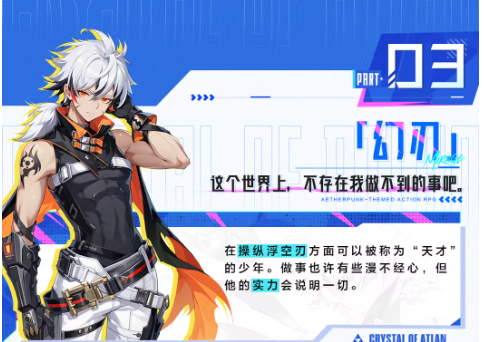 PART· 03
「幻刃」
Mirage
这个世界上，不存在我做不到的事吧。
AETHERPUNK-THEMED ACTION RPG
在操纵浮空刃方面可以被称为“天才”
的少年。做事也许有些漫不经心，但
他的实力会说明一切。
CRYSTAL OF ATLAN